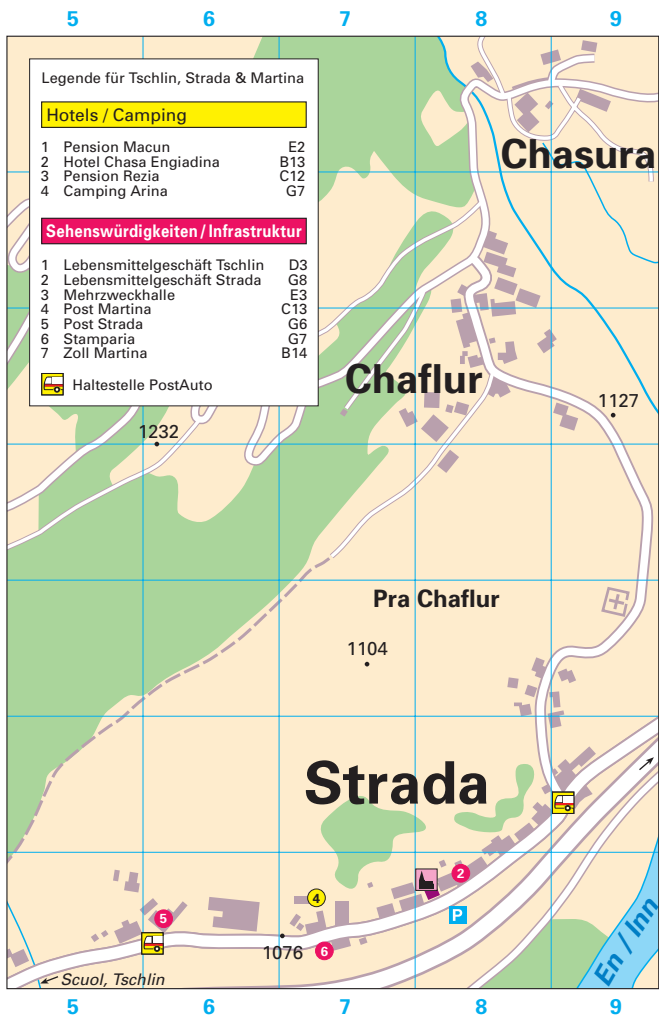 5 6 7 8 9
Legende für Tschlin, Strada & Martina
Hotels / Camping
1 Pension Macun E2
2 Hotel Chasa Engiadina B13
3 Pension Rezia C12
4 Camping Arina G7
Sehenswürdigkeiten / Infrastruktur
1 Lebensmittelgeschäft Tschlin D3
2 Lebensmittelgeschäft Strada G8
3 Mehrzweckhalle E3
4 Post Martina C13
5 Post Strada G6
6 Stamparia G7
7 Zoll Martina B14
Haltestelle PostAuto
Chasura
Chaflur
1127
1232
Pra Chaflur
1104
Strada
2
4
5
P
6
1076
En / Inn
Scuol, Tschlin
5 6 7 8 9